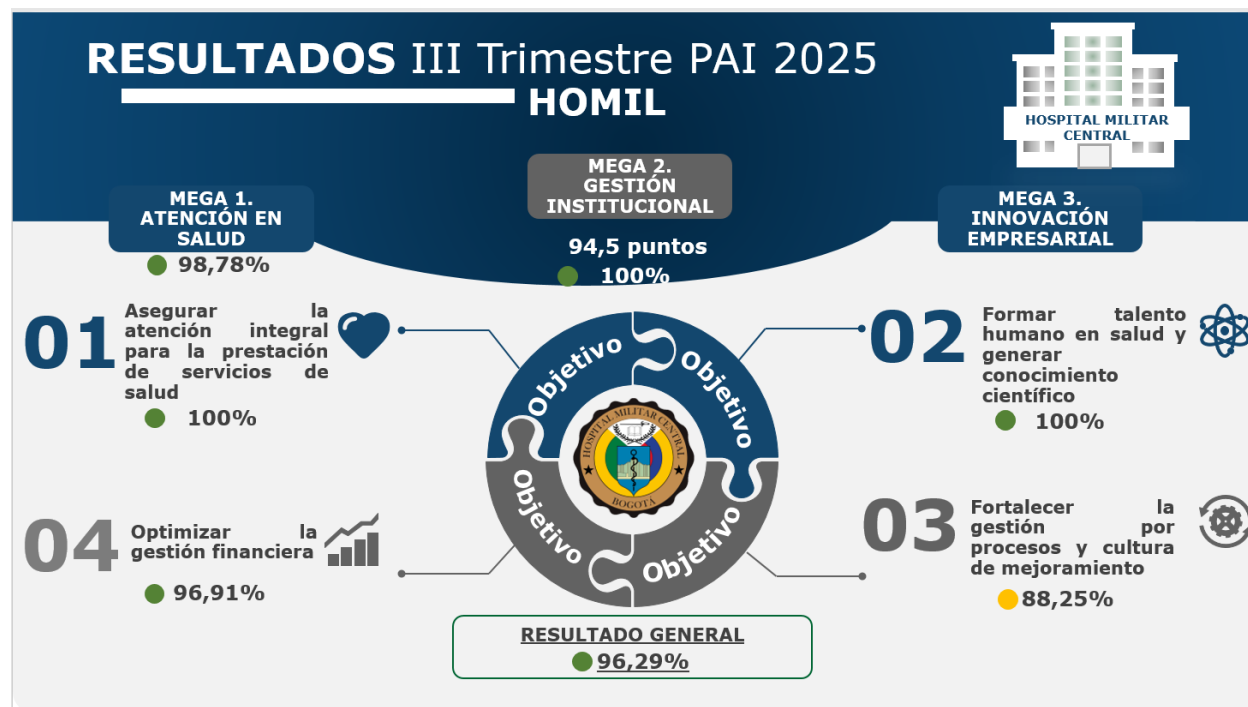 RESULTADOS III Trimestre PAI 2025
HOMIL
HOSPITAL MILITAR
CENTRAL
MEGA 1.
ATENCIÓN EN
SALUD
98,78%
MEGA 2.
GESTIÓN
INSTITUCIONAL
94,5 puntos
100%
MEGA 3.
INNOVACIÓN
EMPRESARIAL
01
Asegurar la
atención integral
para la prestación
de servicios de
salud
100%
02
Formar talento
humano en salud y
generar
conocimiento
científico
100%
Objetivo
Objetivo
Objetivo
Objetivo
HOSPITAL MILITAR CENTRAL
BOGOTÁ
04
Optimizar la
gestión financiera
96,91%
03
Fortalecer la
gestión por
procesos y cultura
de mejoramiento
88,25%
RESULTADO GENERAL
96,29%